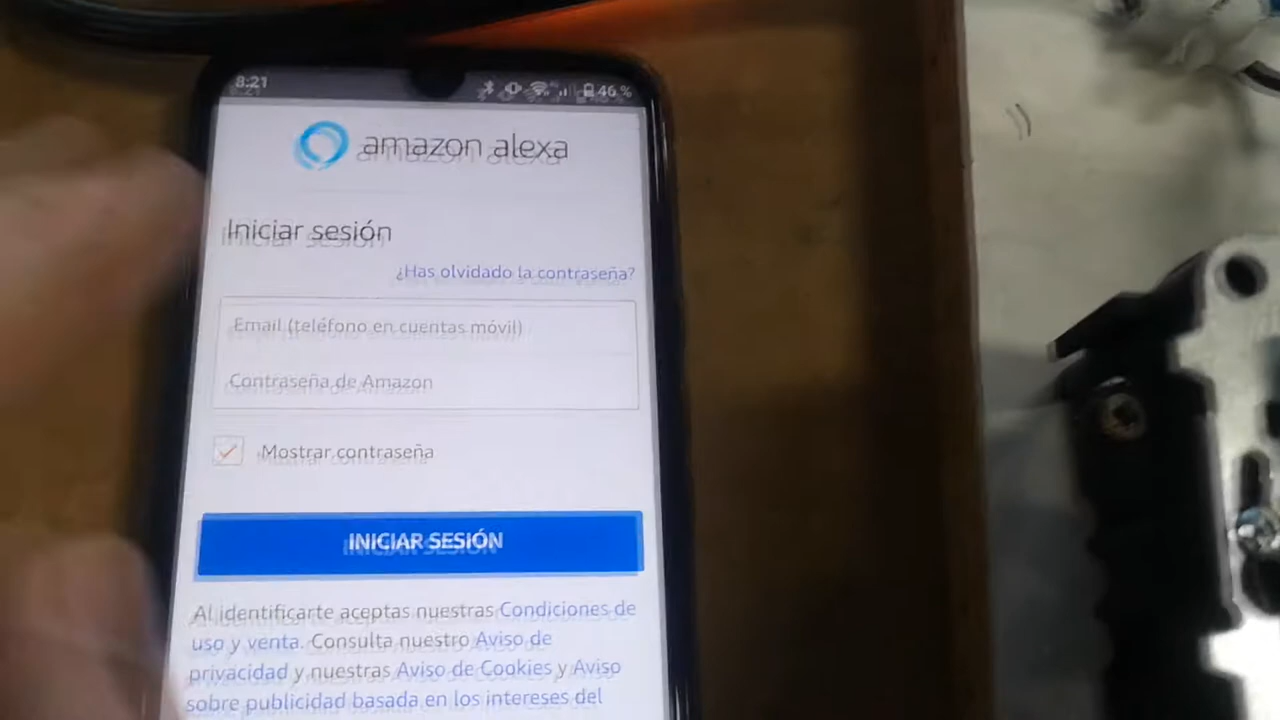 8:21
46%
amazon alexa
Iniciar sesión
¿Has olvidado la contraseña?
Email (teléfono en cuentas móvil)
Contraseña de Amazon
Mostrar contraseña
INICIAR SESIÓN
Al identificarte aceptas nuestras Condiciones de
uso y venta. Consulta nuestro Aviso de
privacidad y nuestras Aviso de Cookies y Aviso
sobre publicidad basada en los intereses del